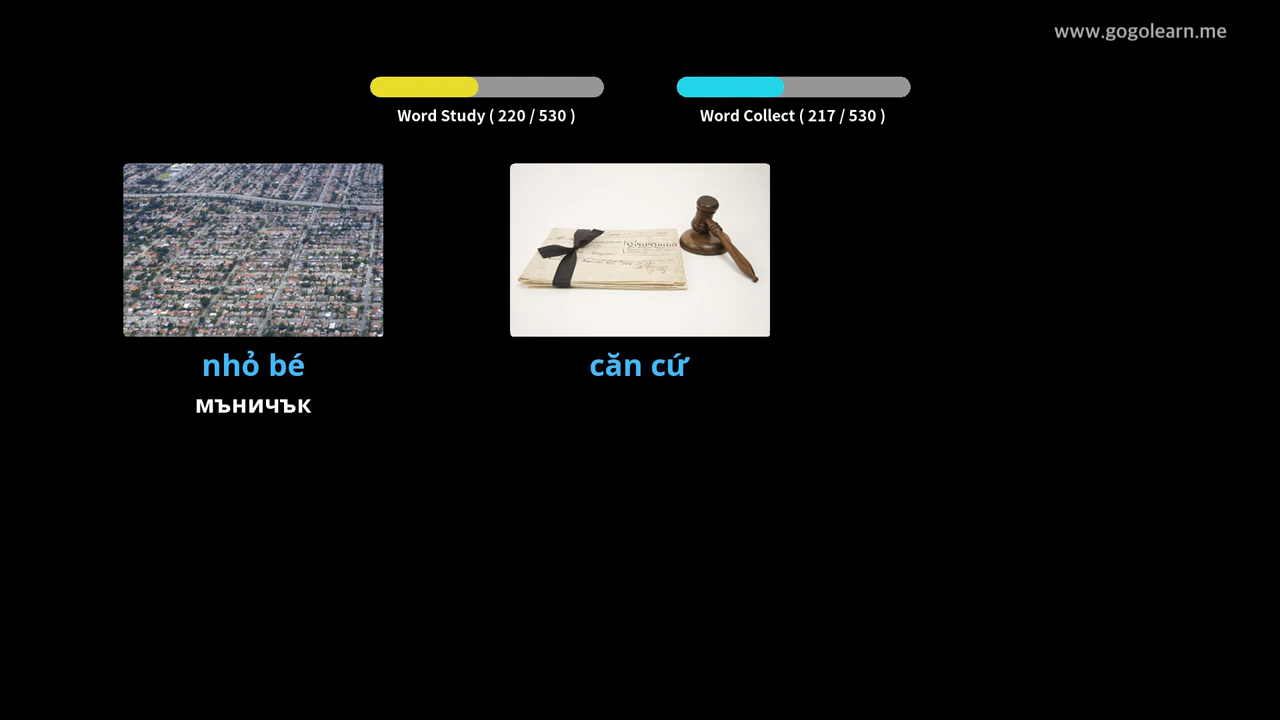 www.gogolearn.me
Word Study ( 220 / 530 )
Word Collect ( 217 / 530 )
nhỏ bé
căn cứ
мъничък